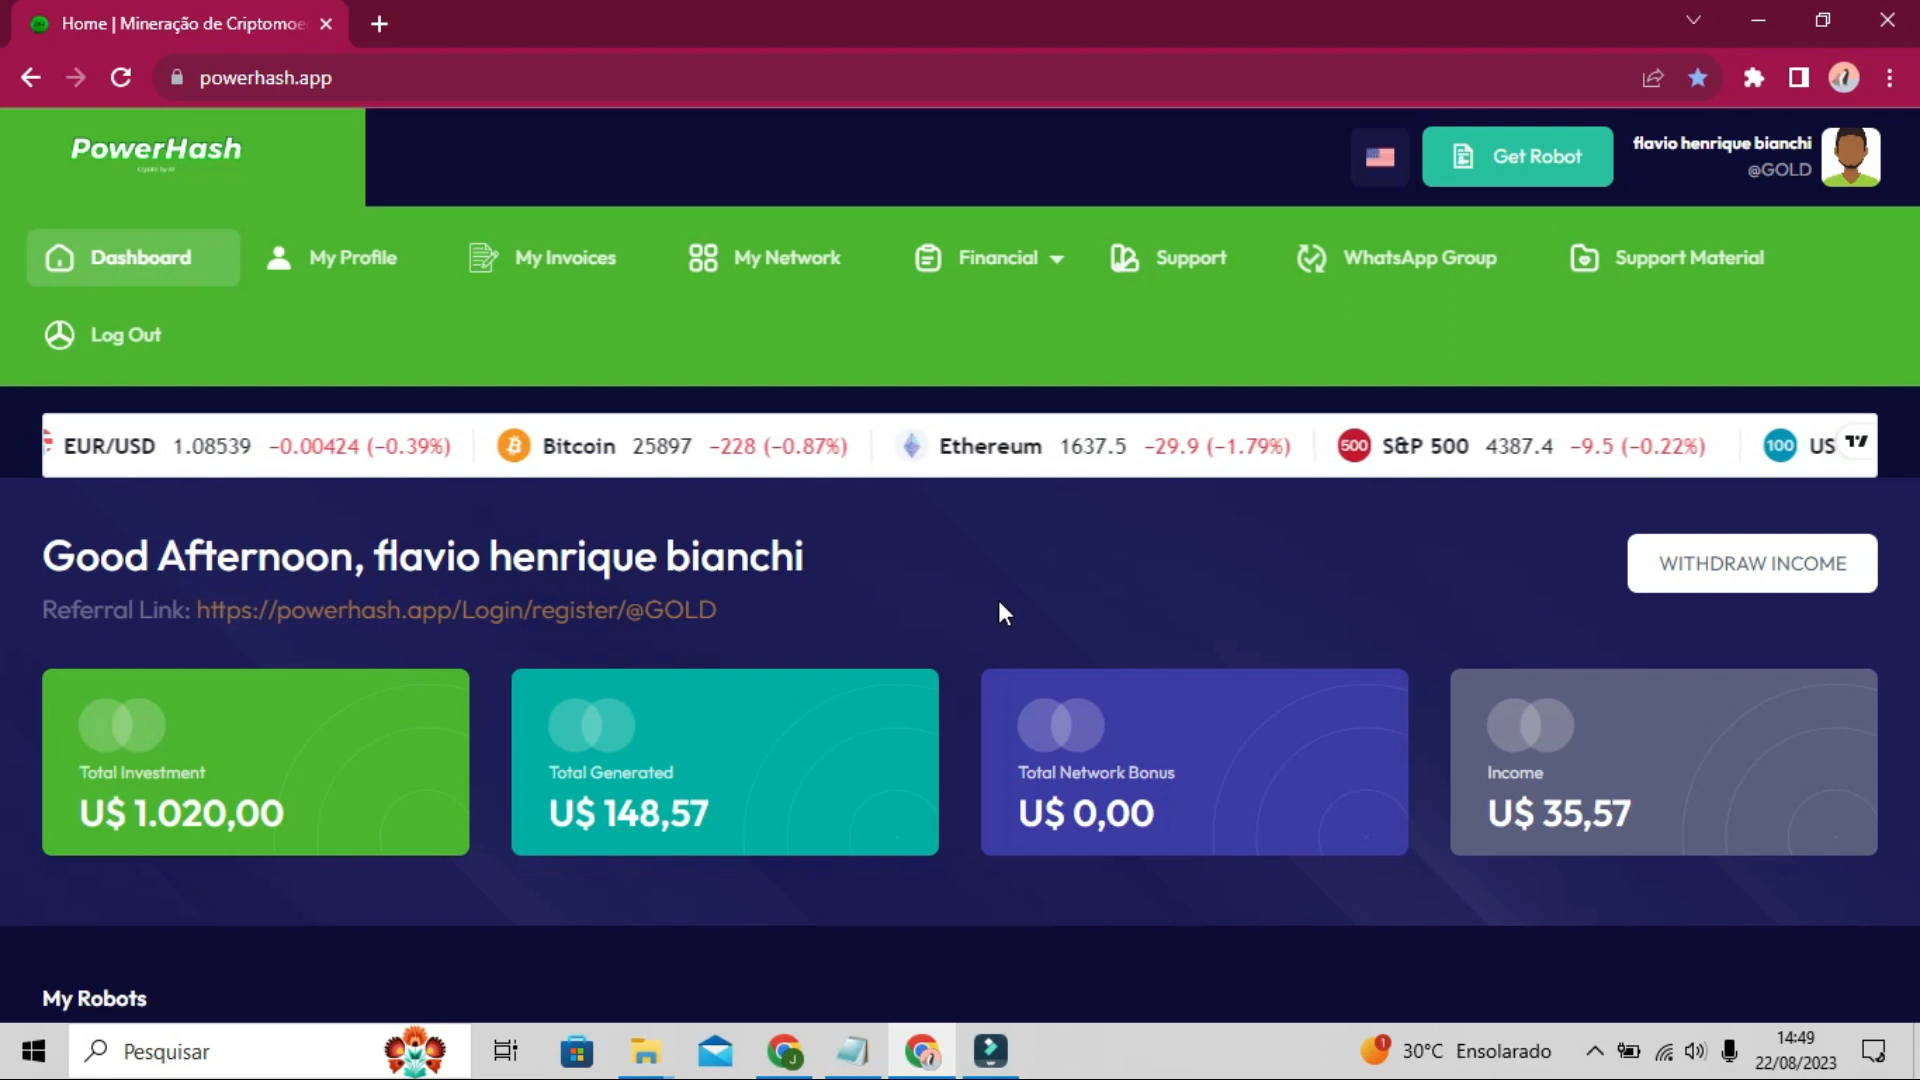 Home | Mineração de Criptomoe
powerhash.app
PowerHash
Get Robot
flavio henrique bianchi
@GOLD
Dashboard
My Profile
My Invoices
My Network
Financial
Support
WhatsApp Group
Support Material
Log Out
EUR/USD 1.08539 −0.00424 (−0.39%)
Bitcoin 25897 −228 (−0.87%)
Ethereum 1637.5 −29.9 (−1.79%)
500 S&P 500 4387.4 −9.5 (−0.22%)
100 US
Good Afternoon, flavio henrique bianchi
WITHDRAW INCOME
Referral Link: https://powerhash.app/Login/register/@GOLD
Total Investment
U$ 1.020,00
Total Generated
U$ 148,57
Total Network Bonus
U$ 0,00
Income
U$ 35,57
My Robots
Pesquisar
J
1
30°C Ensolarado
14:49
22/08/2023